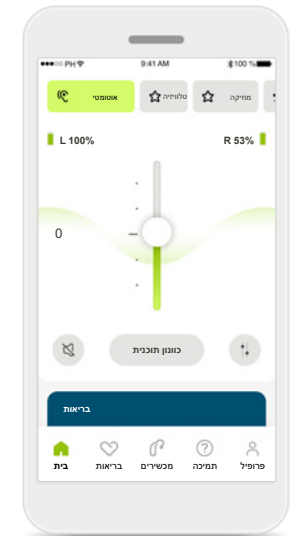 ●●●○○ PH 9:41 AM 100 %
אוטומטי
טלוויזיה
מוזיקה
L 100% R 53%
0
כוונון תוכנית
בריאות
בית בריאות מכשירים תמיכה פרופיל